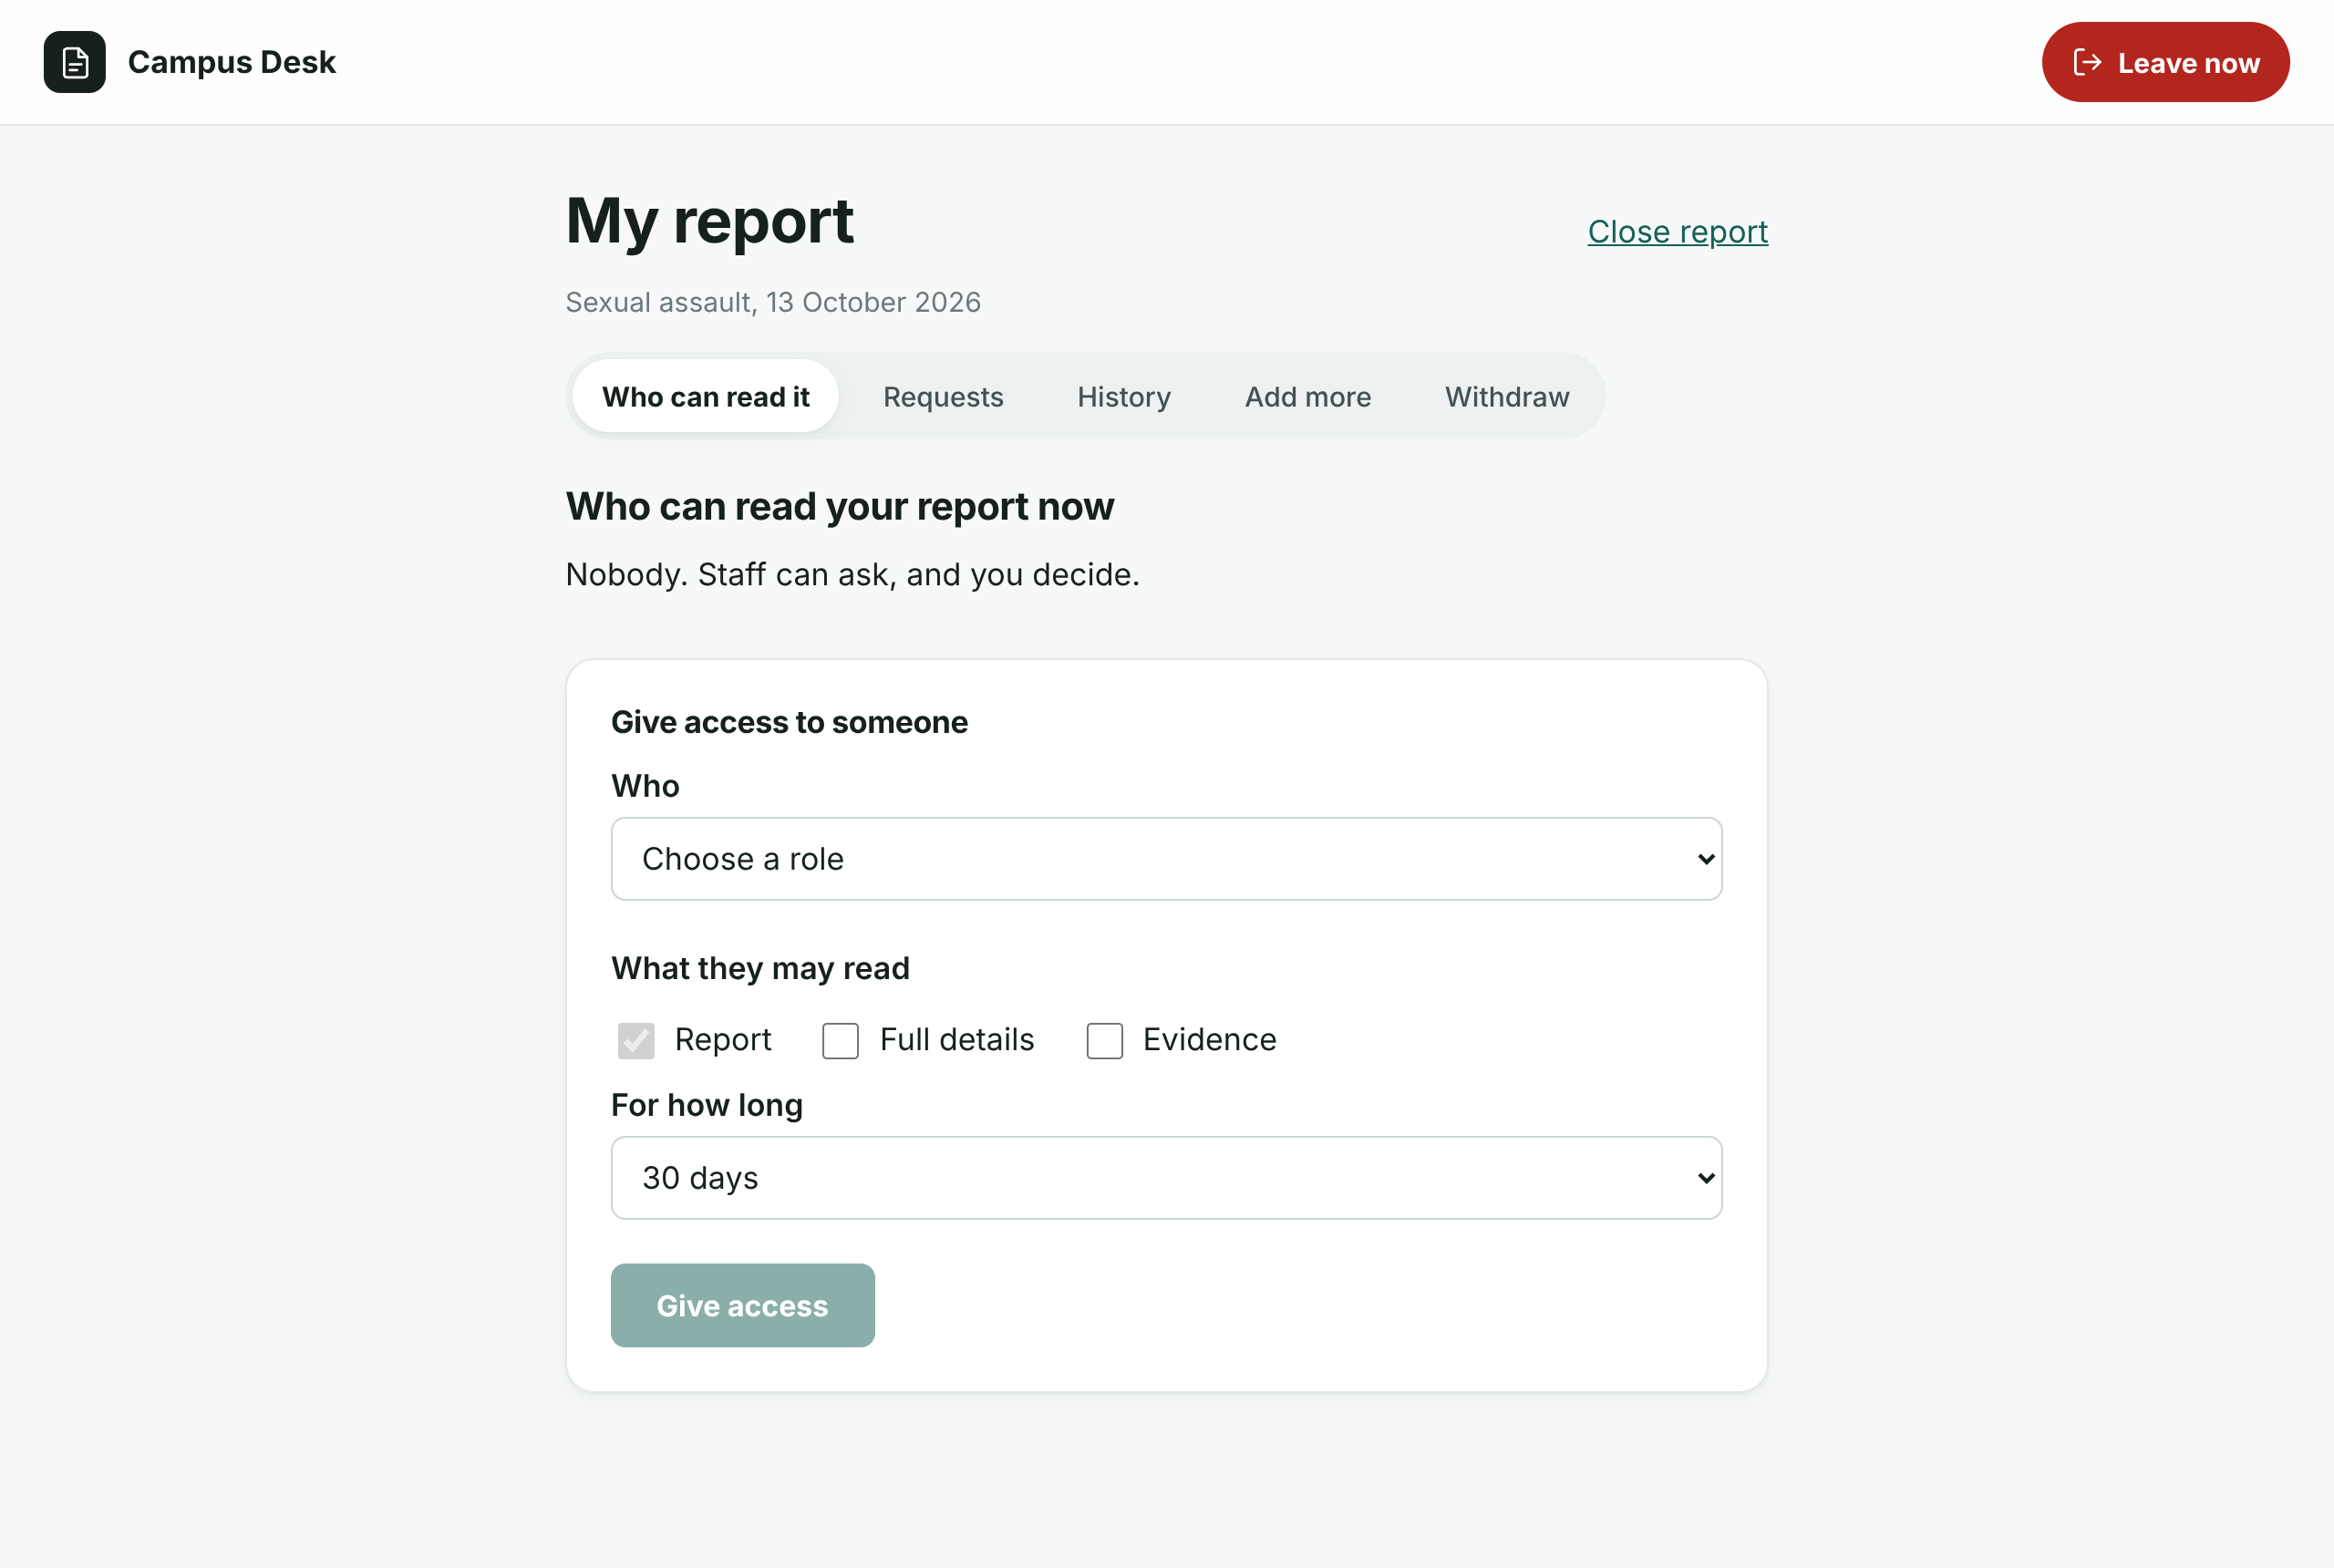 Campus Desk
Leave now
My report
Close report
Sexual assault, 13 October 2026
Who can read it
Requests
History
Add more
Withdraw
Who can read your report now
Nobody. Staff can ask, and you decide.
Give access to someone
Who
Choose a role
What they may read
Report
Full details
Evidence
For how long
30 days
Give access